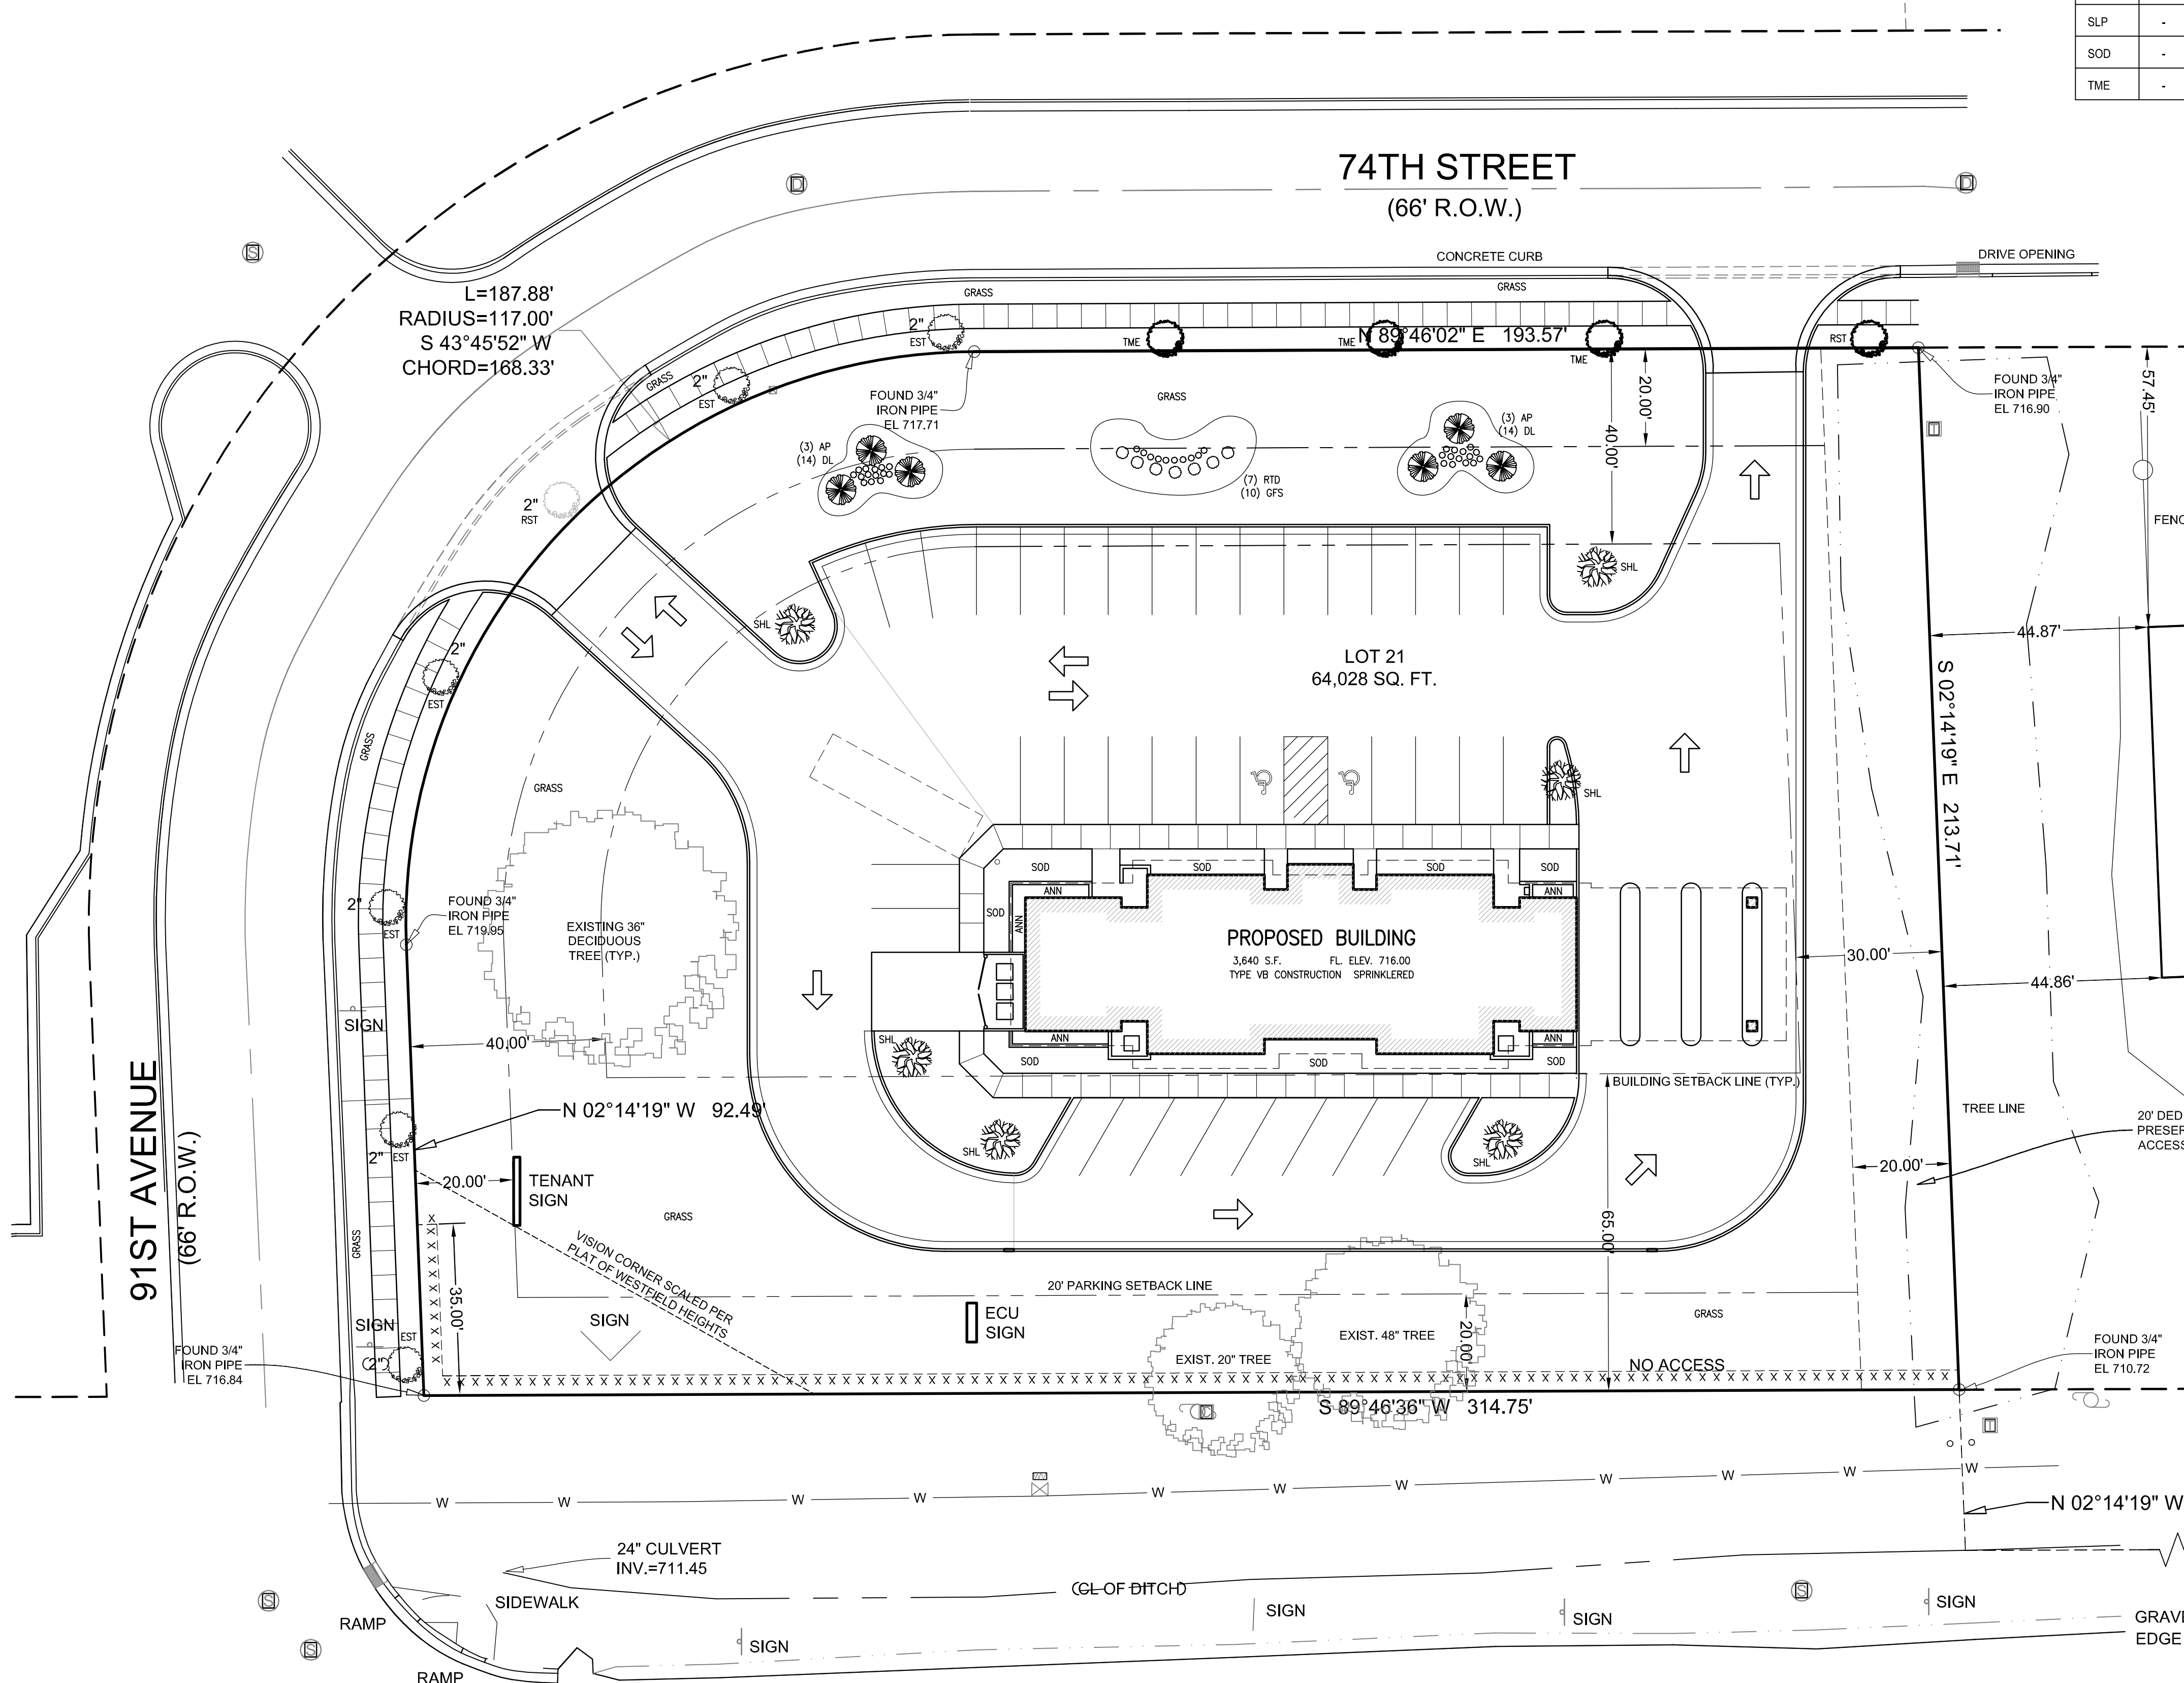 SLP -
SOD -
TME -
74TH STREET
(66' R.O.W.)
D
D
S
CONCRETE CURB
DRIVE OPENING
L=187.88'
RADIUS=117.00'
S 43°45'52" W
CHORD=168.33'
GRASS
GRASS
2"
EST
TME
TME
N 89°46'02" E 193.57'
TME
RST
GRASS
2"
EST
FOUND 3/4"
IRON PIPE
EL 717.71
GRASS
20.00'
40.00'
FOUND 3/4"
IRON PIPE
EL 716.90
57.45'
T
(3) AP
(14) DL
(3) AP
(14) DL
(7) RTD
(10) GFS
2"
RST
SHL
SHL
2"
EST
GRASS
LOT 21
64,028 SQ. FT.
44.87'
S 02°14'19" E 213.71'
GRASS
SHL
SOD
SOD
SOD
SOD
ANN
ANN
SOD
ANN
2"
EST
FOUND 3/4"
IRON PIPE
EL 719.95
EXISTING 36"
DECIDUOUS
TREE (TYP.)
PROPOSED BUILDING
3,640 S.F. FL. ELEV. 716.00
TYPE VB CONSTRUCTION SPRINKLERED
30.00'
44.86'
SIGN
40.00'
SHL
ANN
ANN
SOD
SOD
SOD
BUILDING SETBACK LINE (TYP.)
N 02°14'19" W 92.49'
TREE LINE
20' DED
PRESER
ACCESS
91ST AVENUE
(66' R.O.W.)
2"
EST
SHL
SHL
20.00'
20.00'
TENANT
SIGN
GRASS
GRASS
VISION CORNER SCALED PER
PLAT OF WESTFIELD HEIGHTS
65.00'
35.00'
20' PARKING SETBACK LINE
SIGN
SIGN
ECU
SIGN
GRASS
EXIST. 48" TREE
20.00'
EXIST. 20" TREE
EST
2"
FOUND 3/4"
IRON PIPE
EL 716.84
NO ACCESS
FOUND 3/4"
IRON PIPE
EL 710.72
S 89°46'36" W 314.75'
T
W W W W W W W W W W W
N 02°14'19" W
24" CULVERT
INV.=711.45
(CL OF DITCH)
S
S
SIDEWALK
RAMP
SIGN
SIGN
SIGN
SIGN
GRAVE
EDGE
S
RAMP